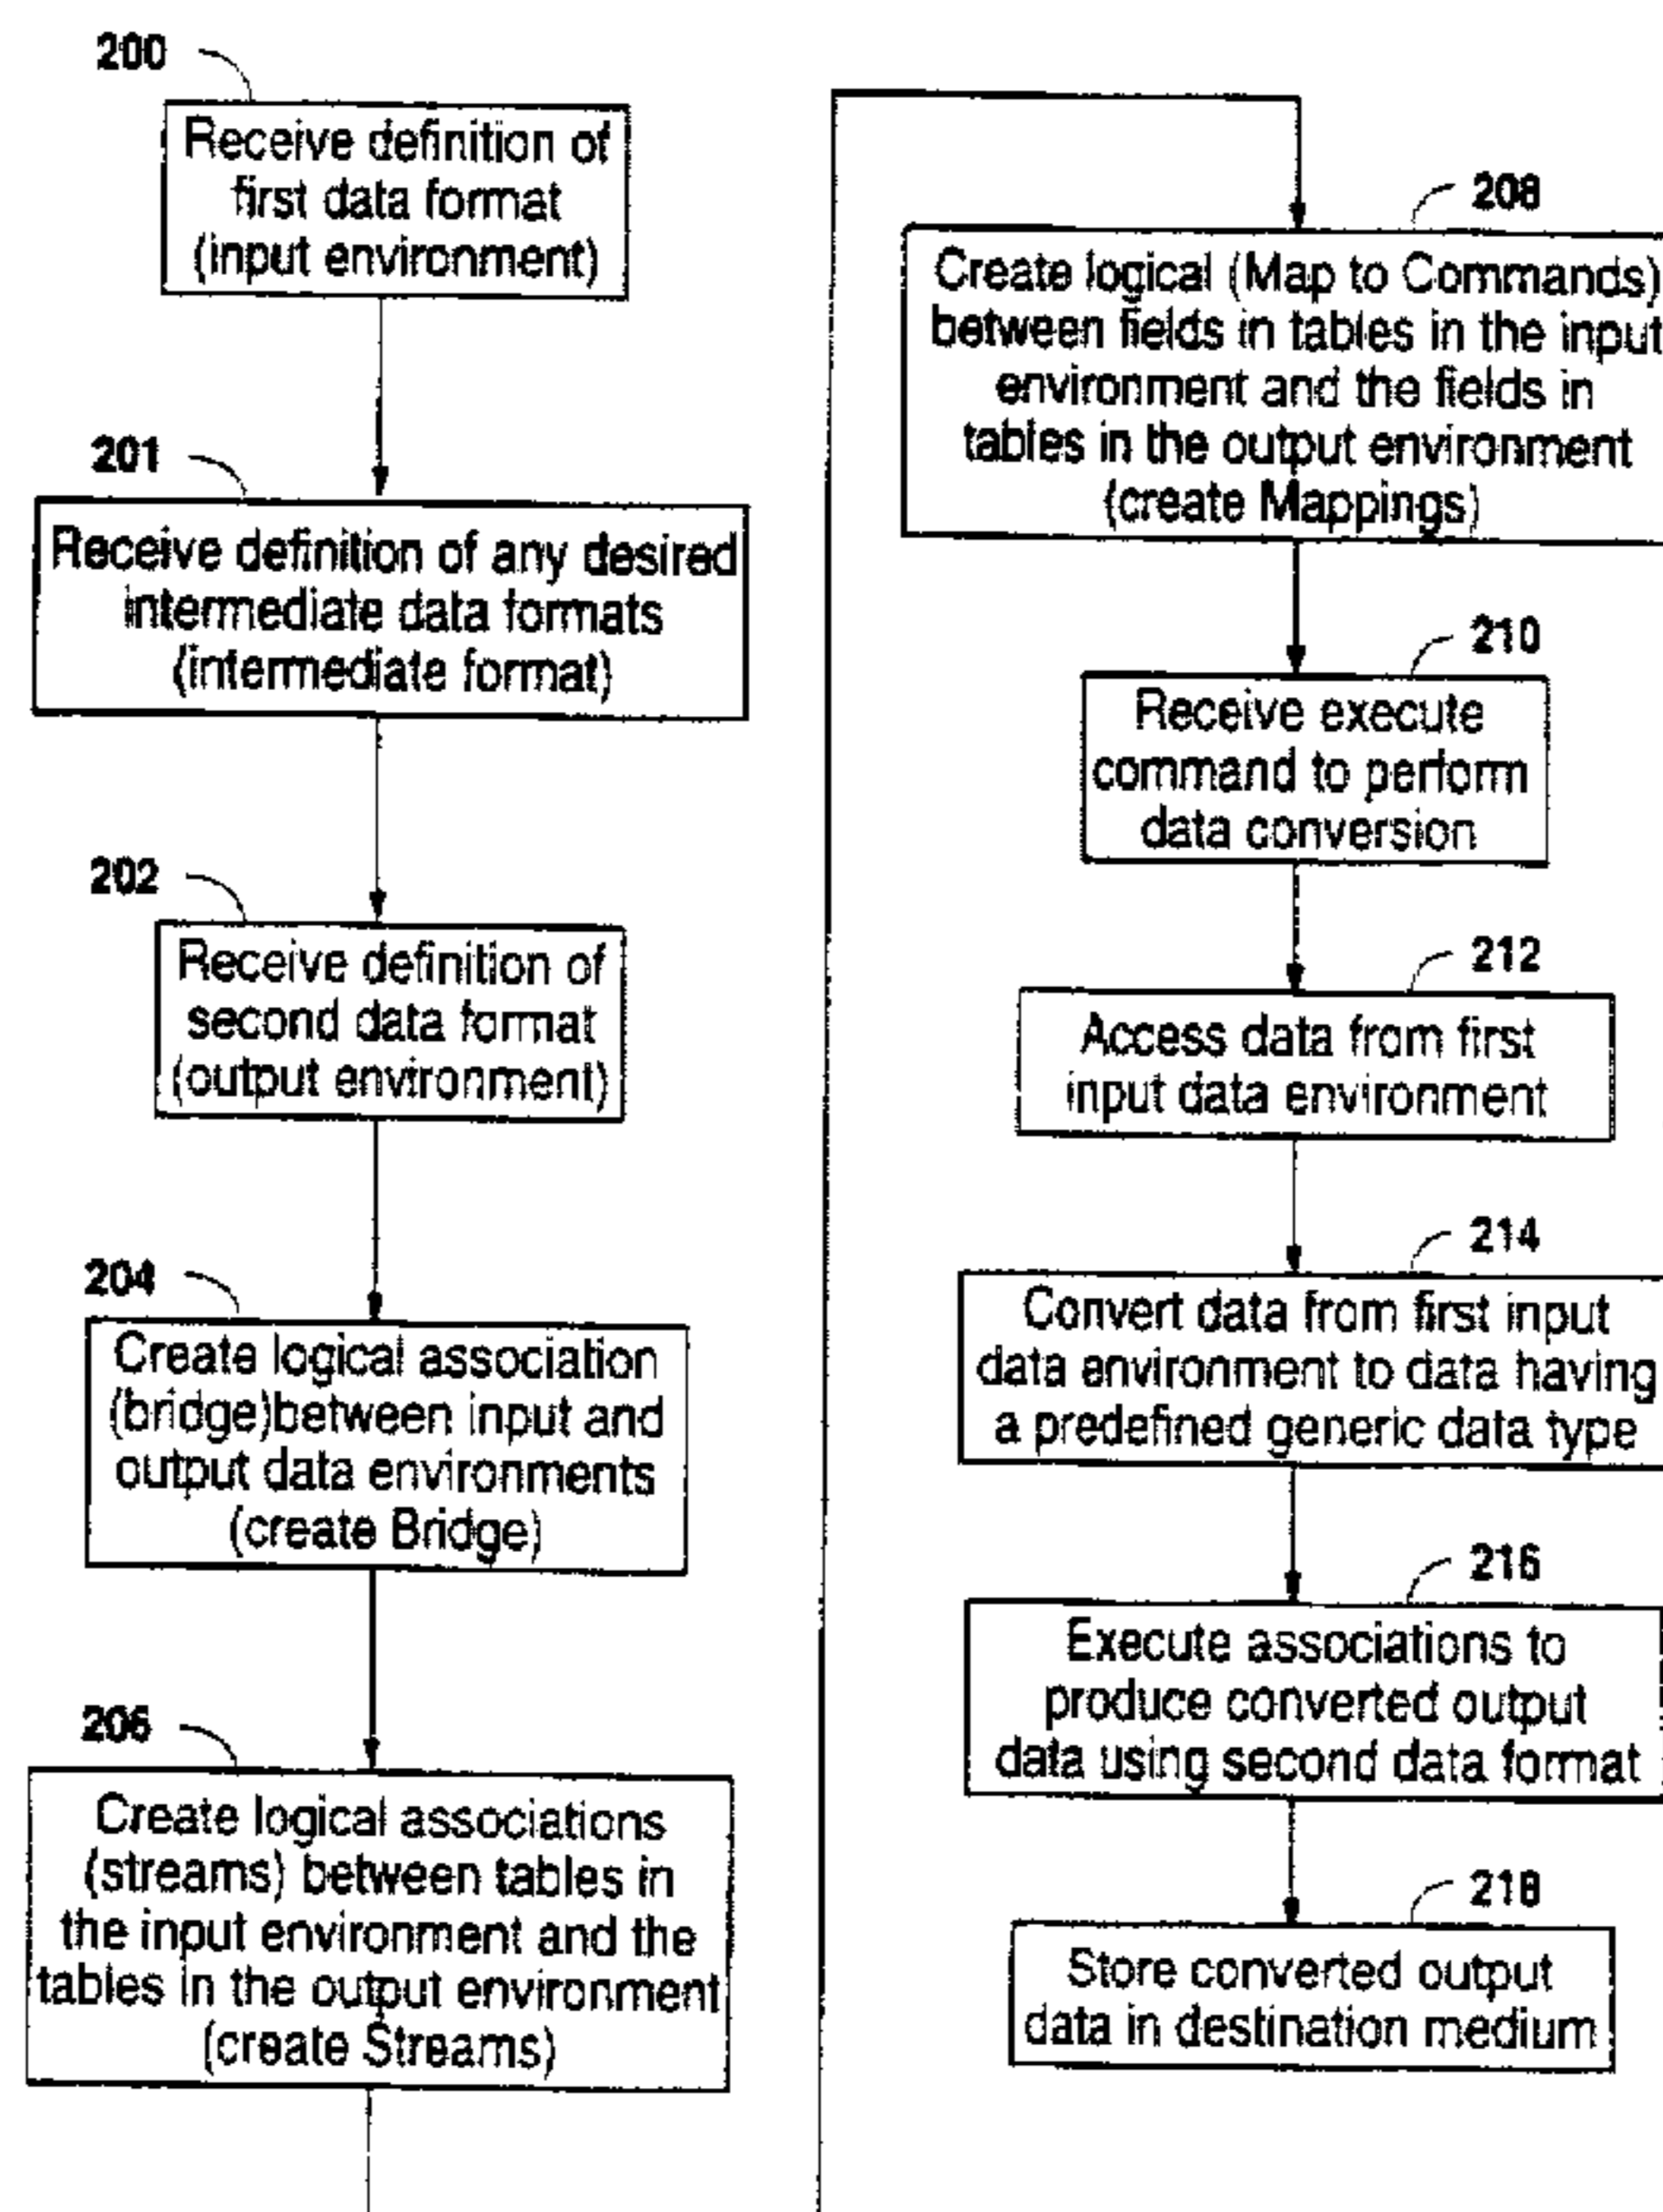 200
Receive definition of
first data format
(input environment)
201
Receive definition of any desired
intermediate data formats
(intermediate format)
202
Receive definition of
second data format
(output environment)
204
Create logical association
(bridge)between input and
output data environments
(create Bridge)
206
Create logical associations
(streams) between tables in
the input environment and the
tables in the output environment
(create Streams)
208
Create logical (Map to Commands)
between fields in tables in the input
environment and the fields in
tables in the output environment
(create Mappings)
210
Receive execute
command to perform
data conversion
212
Access data from first
input data environment
214
Convert data from first input
data environment to data having
a predefined generic data type
216
Execute associations to
produce converted output
data using second data format
218
Store converted output
data in destination medium